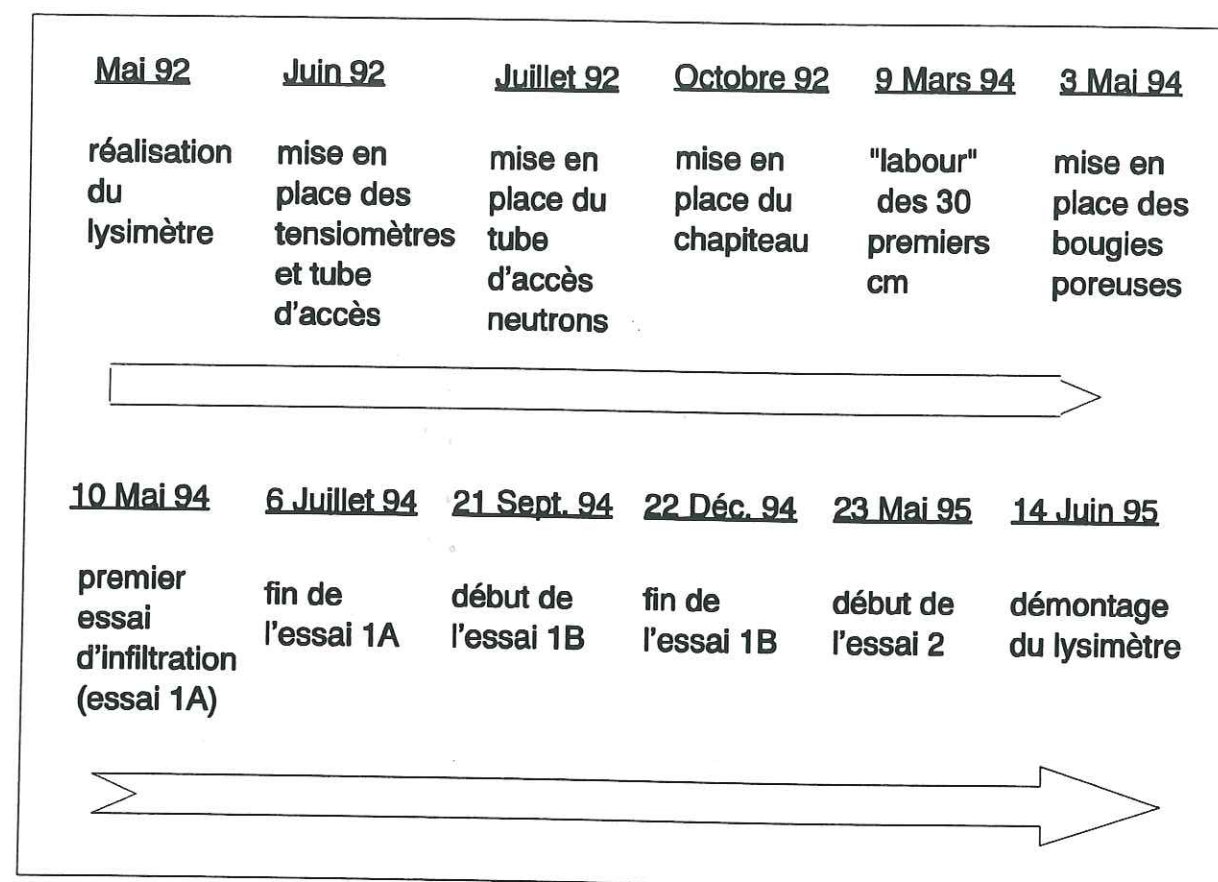 Mai 92
réalisation
du
lysimètre
Juin 92
mise en
place des
tensiomètres
et tube
d'accès
Juillet 92
mise en
place du
tube
d'accès
neutrons
Octobre 92
mise en
place du
chapiteau
9 Mars 94
"labour"
des 30
premiers
cm
3 Mai 94
mise en
place des
bougies
poreuses
10 Mai 94
premier
essai
d'infiltration
(essai 1A)
6 Juillet 94
fin de
l'essai 1A
21 Sept. 94
début de
l'essai 1B
22 Déc. 94
fin de
l'essai 1B
23 Mai 95
début de
l'essai 2
14 Juin 95
démontage
du lysimètre